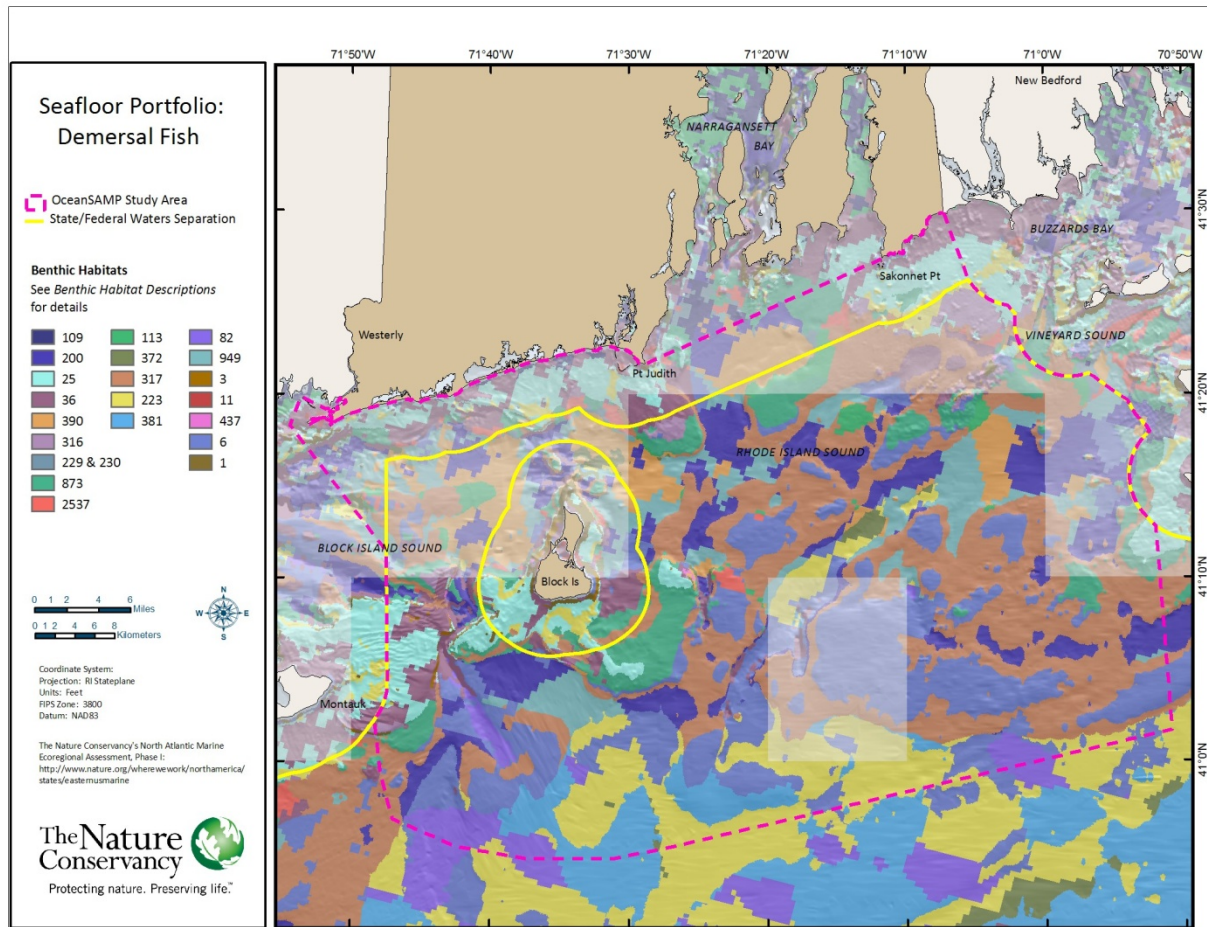 Seafloor Portfolio:
Demersal Fish
OceanSAMP Study Area
State/Federal Waters Separation
Benthic Habitats
See Benthic Habitat Descriptions
for details
109
200
25
36
390
316
229 & 230
873
2537
113
372
317
223
381
82
949
3
11
437
6
1
0 1 2 4 6
Miles
0 1 2 4 6 8
Kilometers
N
W E
S
Coordinate System:
Projection: RI Stateplane
Units: Feet
FIPS Zone: 3800
Datum: NAD83
The Nature Conservancy's North Atlantic Marine
Ecoregional Assessment, Phase I:
http://www.nature.org/wherewework/northamerica/
states/easternusmarine
The Nature
Conservancy
Protecting nature. Preserving life.™
71°50'W
71°40'W
71°30'W
71°20'W
71°10'W
71°0'W
70°50'W
New Bedford
NARRAGANSETT
BAY
41°30'N
BUZZARDS BAY
Sakonnet Pt
Westerly
VINEYARD SOUND
Pt Judith
41°20'N
RHODE ISLAND SOUND
BLOCK ISLAND SOUND
Block Is
41°10'N
Montauk
41°0'N